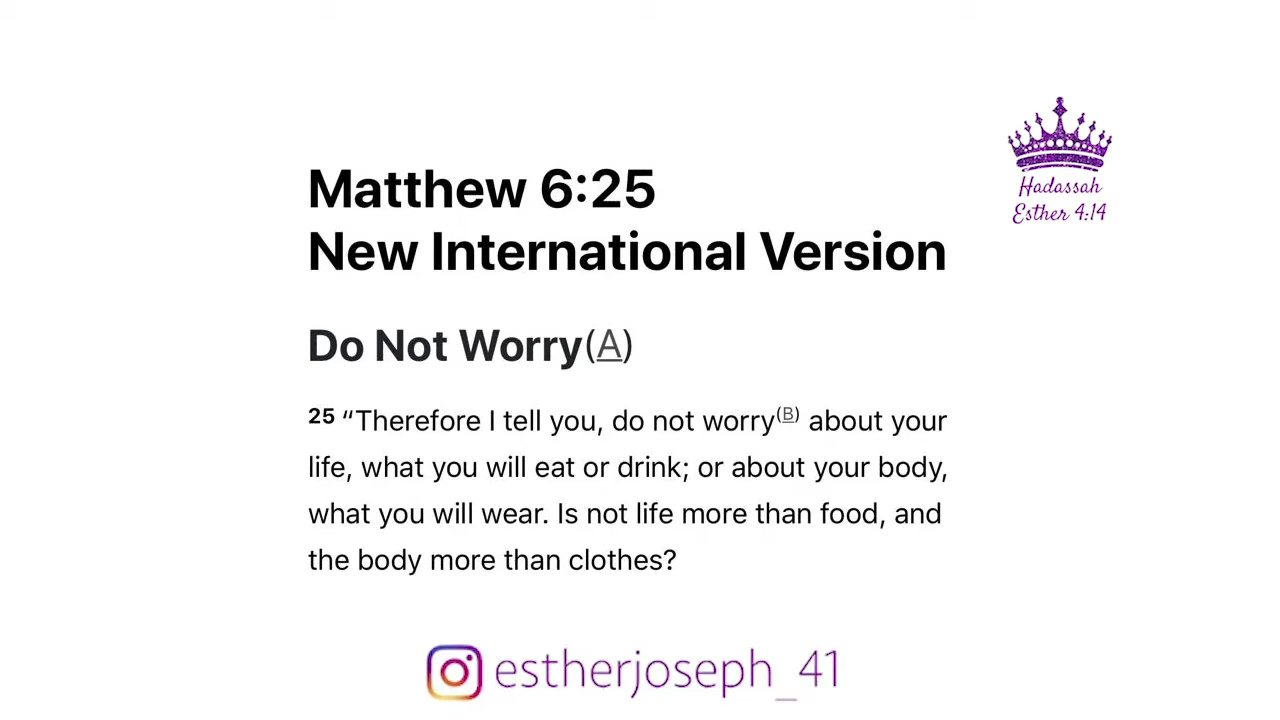 Matthew 6:25
New International Version
Hadassah
Esther 4:14
Do Not Worry(A)
25 “Therefore I tell you, do not worry(B) about your
life, what you will eat or drink; or about your body,
what you will wear. Is not life more than food, and
the body more than clothes?
estherjoseph_41